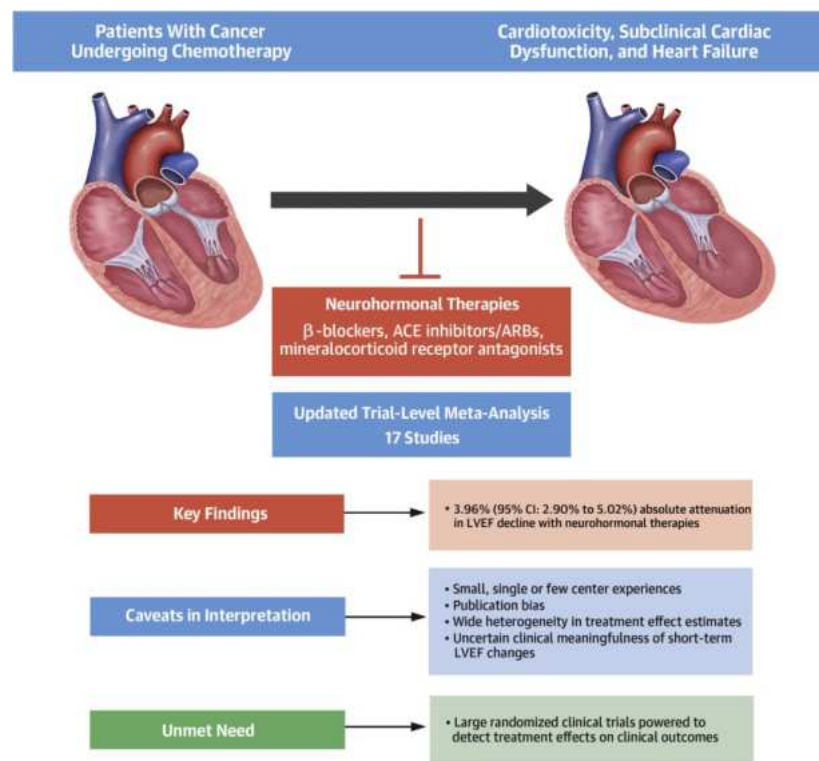 Patients With Cancer
Undergoing Chemotherapy
Cardiotoxicity, Subclinical Cardiac
Dysfunction, and Heart Failure
Neurohormonal Therapies
β-blockers, ACE inhibitors/ARBs,
mineralocorticoid receptor antagonists
Updated Trial-Level Meta-Analysis
17 Studies
Key Findings
• 3.96% (95% CI: 2.90% to 5.02%) absolute attenuation
in LVEF decline with neurohormonal therapies
Caveats in Interpretation
• Small, single or few center experiences
• Publication bias
• Wide heterogeneity in treatment effect estimates
• Uncertain clinical meaningfulness of short-term
LVEF changes
Unmet Need
• Large randomized clinical trials powered to
detect treatment effects on clinical outcomes